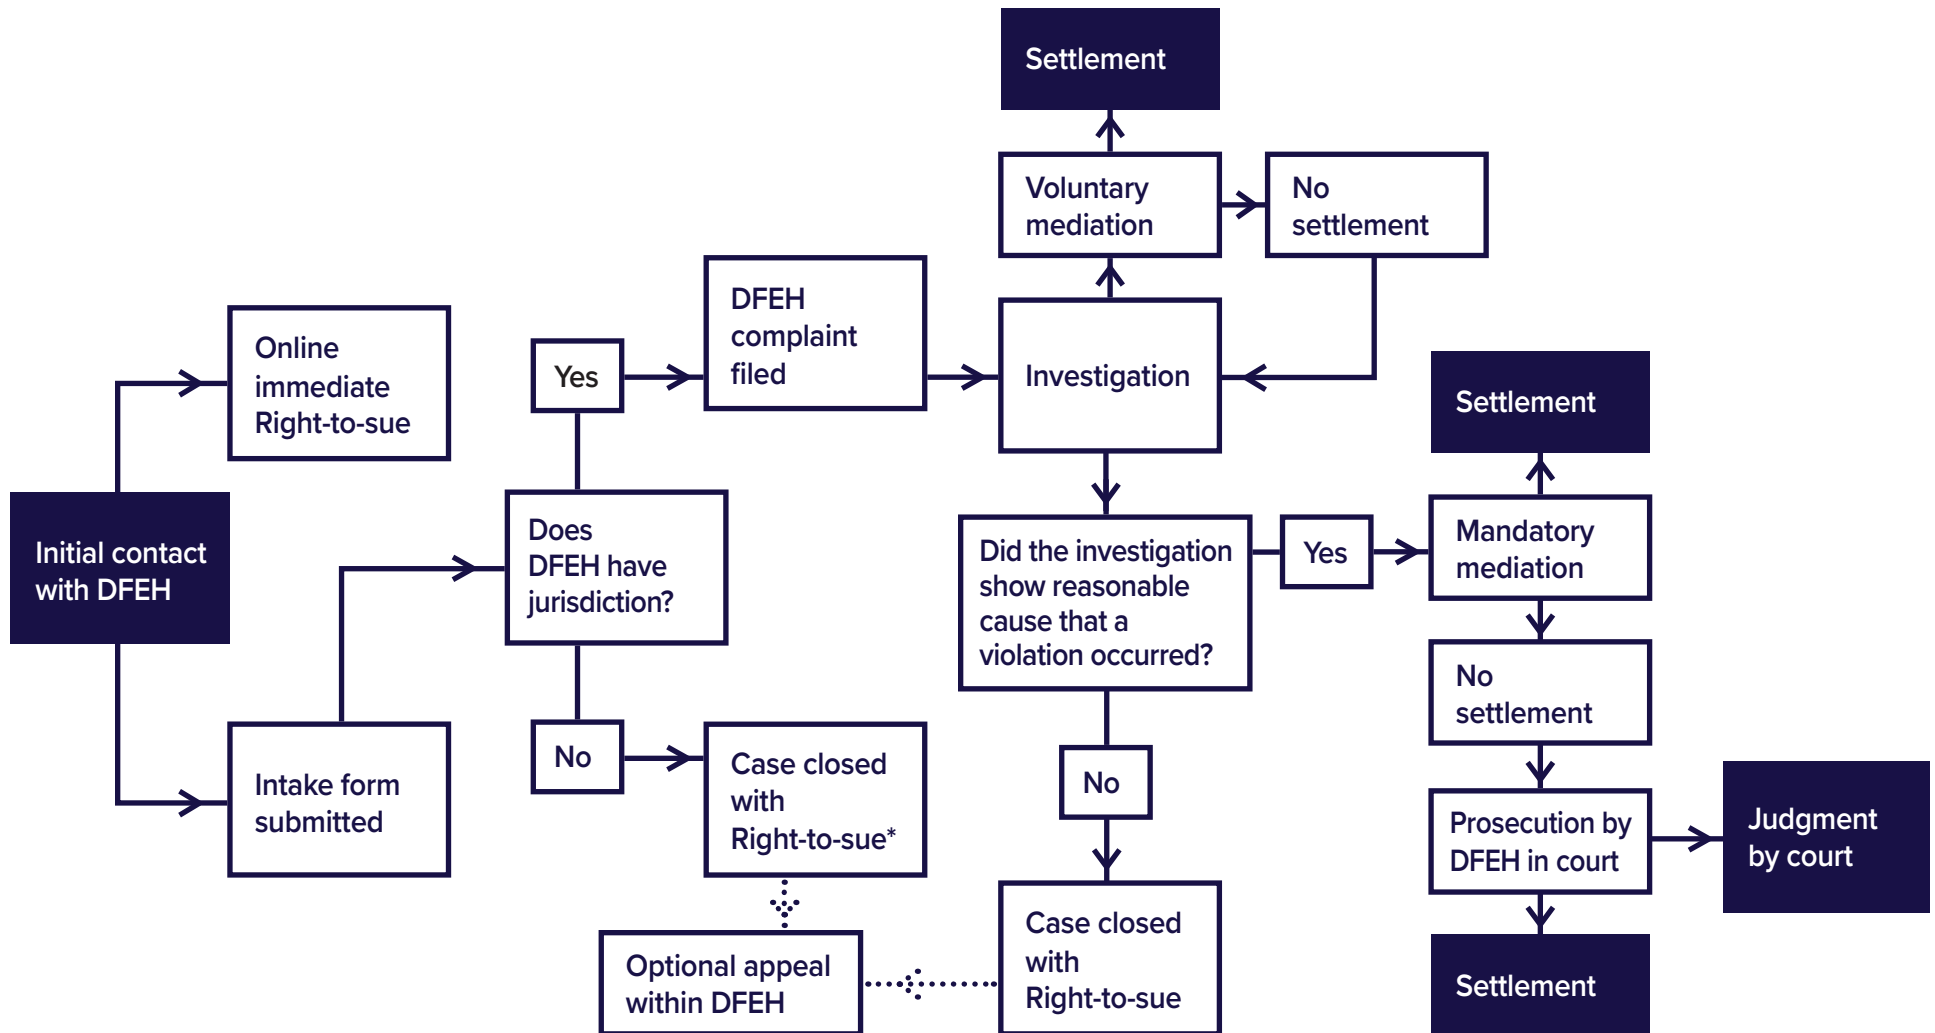 Settlement
Voluntary
mediation
No
settlement
DFEH
complaint
filed
Online
immediate
Right-to-sue
Yes
Investigation
Settlement
Initial contact
with DFEH
Does
DFEH have
jurisdiction?
Did the investigation
show reasonable
cause that a
violation occurred?
Yes
Mandatory
mediation
No
settlement
Intake form
submitted
No
Case closed
with
Right-to-sue*
No
Prosecution by
DFEH in court
Judgment
by court
Optional appeal
within DFEH
Case closed
with
Right-to-sue
Settlement